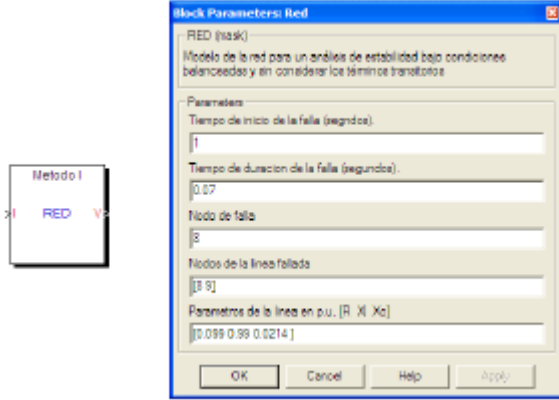 Metodo I
I RED V
Block Parameters: Red
RED (mask)
Modelo de la red para un análisis de estabilidad bajo condiciones
balanceadas y sin considerar los términos transitorios
Parameters
Tiempo de inicio de la falla (segndos).
1
Tiempo de duracion de la falla (segundos).
0.07
Nodo de falla
8
Nodos de la linea fallada
[8 9]
Parametros de la linea en p.u. [R Xl Xc]
[0.099 0.99 0.0214 ]
OK Cancel Help Apply